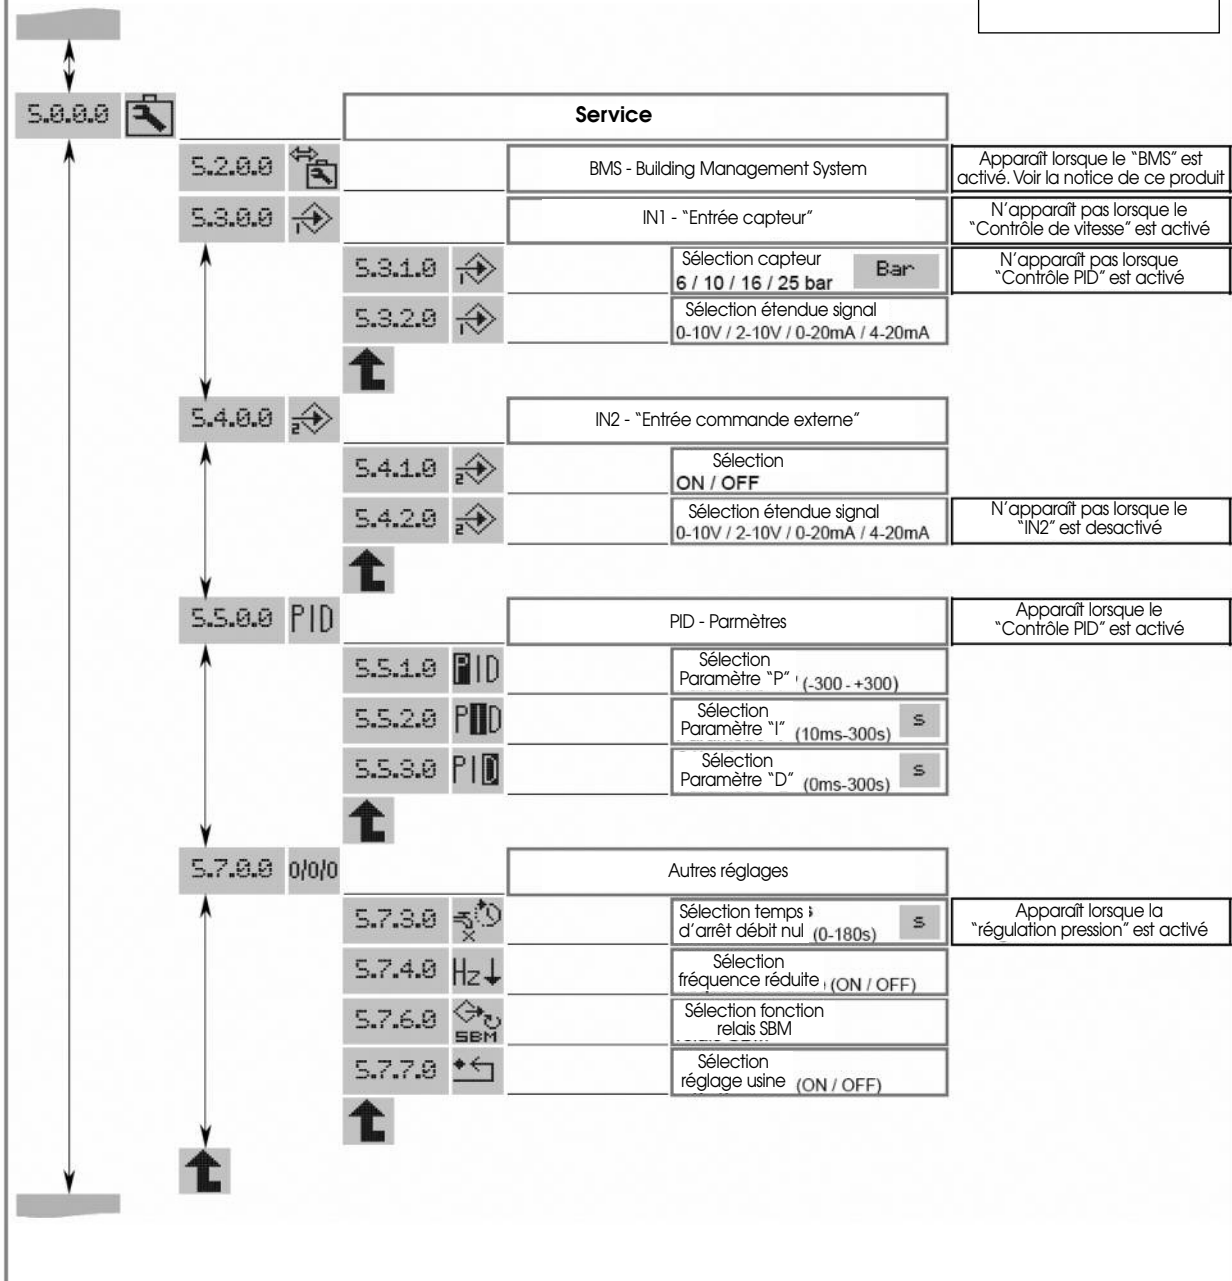 5.0.0.0
Service
5.2.0.0
BMS - Building Management System
Apparaît lorsque le “BMS” est
activé. Voir la notice de ce produit
5.3.0.0
1
IN1 - “Entrée capteur”
N’apparaît pas lorsque le
“Contrôle de vitesse” est activé
5.3.1.0
1
Sélection capteur
6 / 10 / 16 / 25 bar
Bar
N’apparaît pas lorsque
“Contrôle PID” est activé
5.3.2.0
1
Sélection étendue signal
0-10V / 2-10V / 0-20mA / 4-20mA
5.4.0.0
2
IN2 - “Entrée commande externe”
5.4.1.0
2
Sélection
ON / OFF
5.4.2.0
2
Sélection étendue signal
0-10V / 2-10V / 0-20mA / 4-20mA
N’apparaît pas lorsque le
“IN2” est desactivé
5.5.0.0
PID
PID - Parmètres
Apparaît lorsque le
“Contrôle PID” est activé
5.5.1.0
PID
Sélection
Paramètre “P” (-300 - +300)
5.5.2.0
PID
Sélection
Paramètre “I” (10ms-300s)
s
5.5.3.0
PID
Sélection
Paramètre “D” (0ms-300s)
s
5.7.0.0
0/0/0
Autres réglages
5.7.3.0
X
Sélection temps
d’arrêt débit nul (0-180s)
s
Apparaît lorsque la
“régulation pression” est activé
5.7.4.0
Hz
Sélection
fréquence réduite (ON / OFF)
5.7.6.0
SBM
Sélection fonction
relais SBM
5.7.7.0
Sélection
réglage usine (ON / OFF)